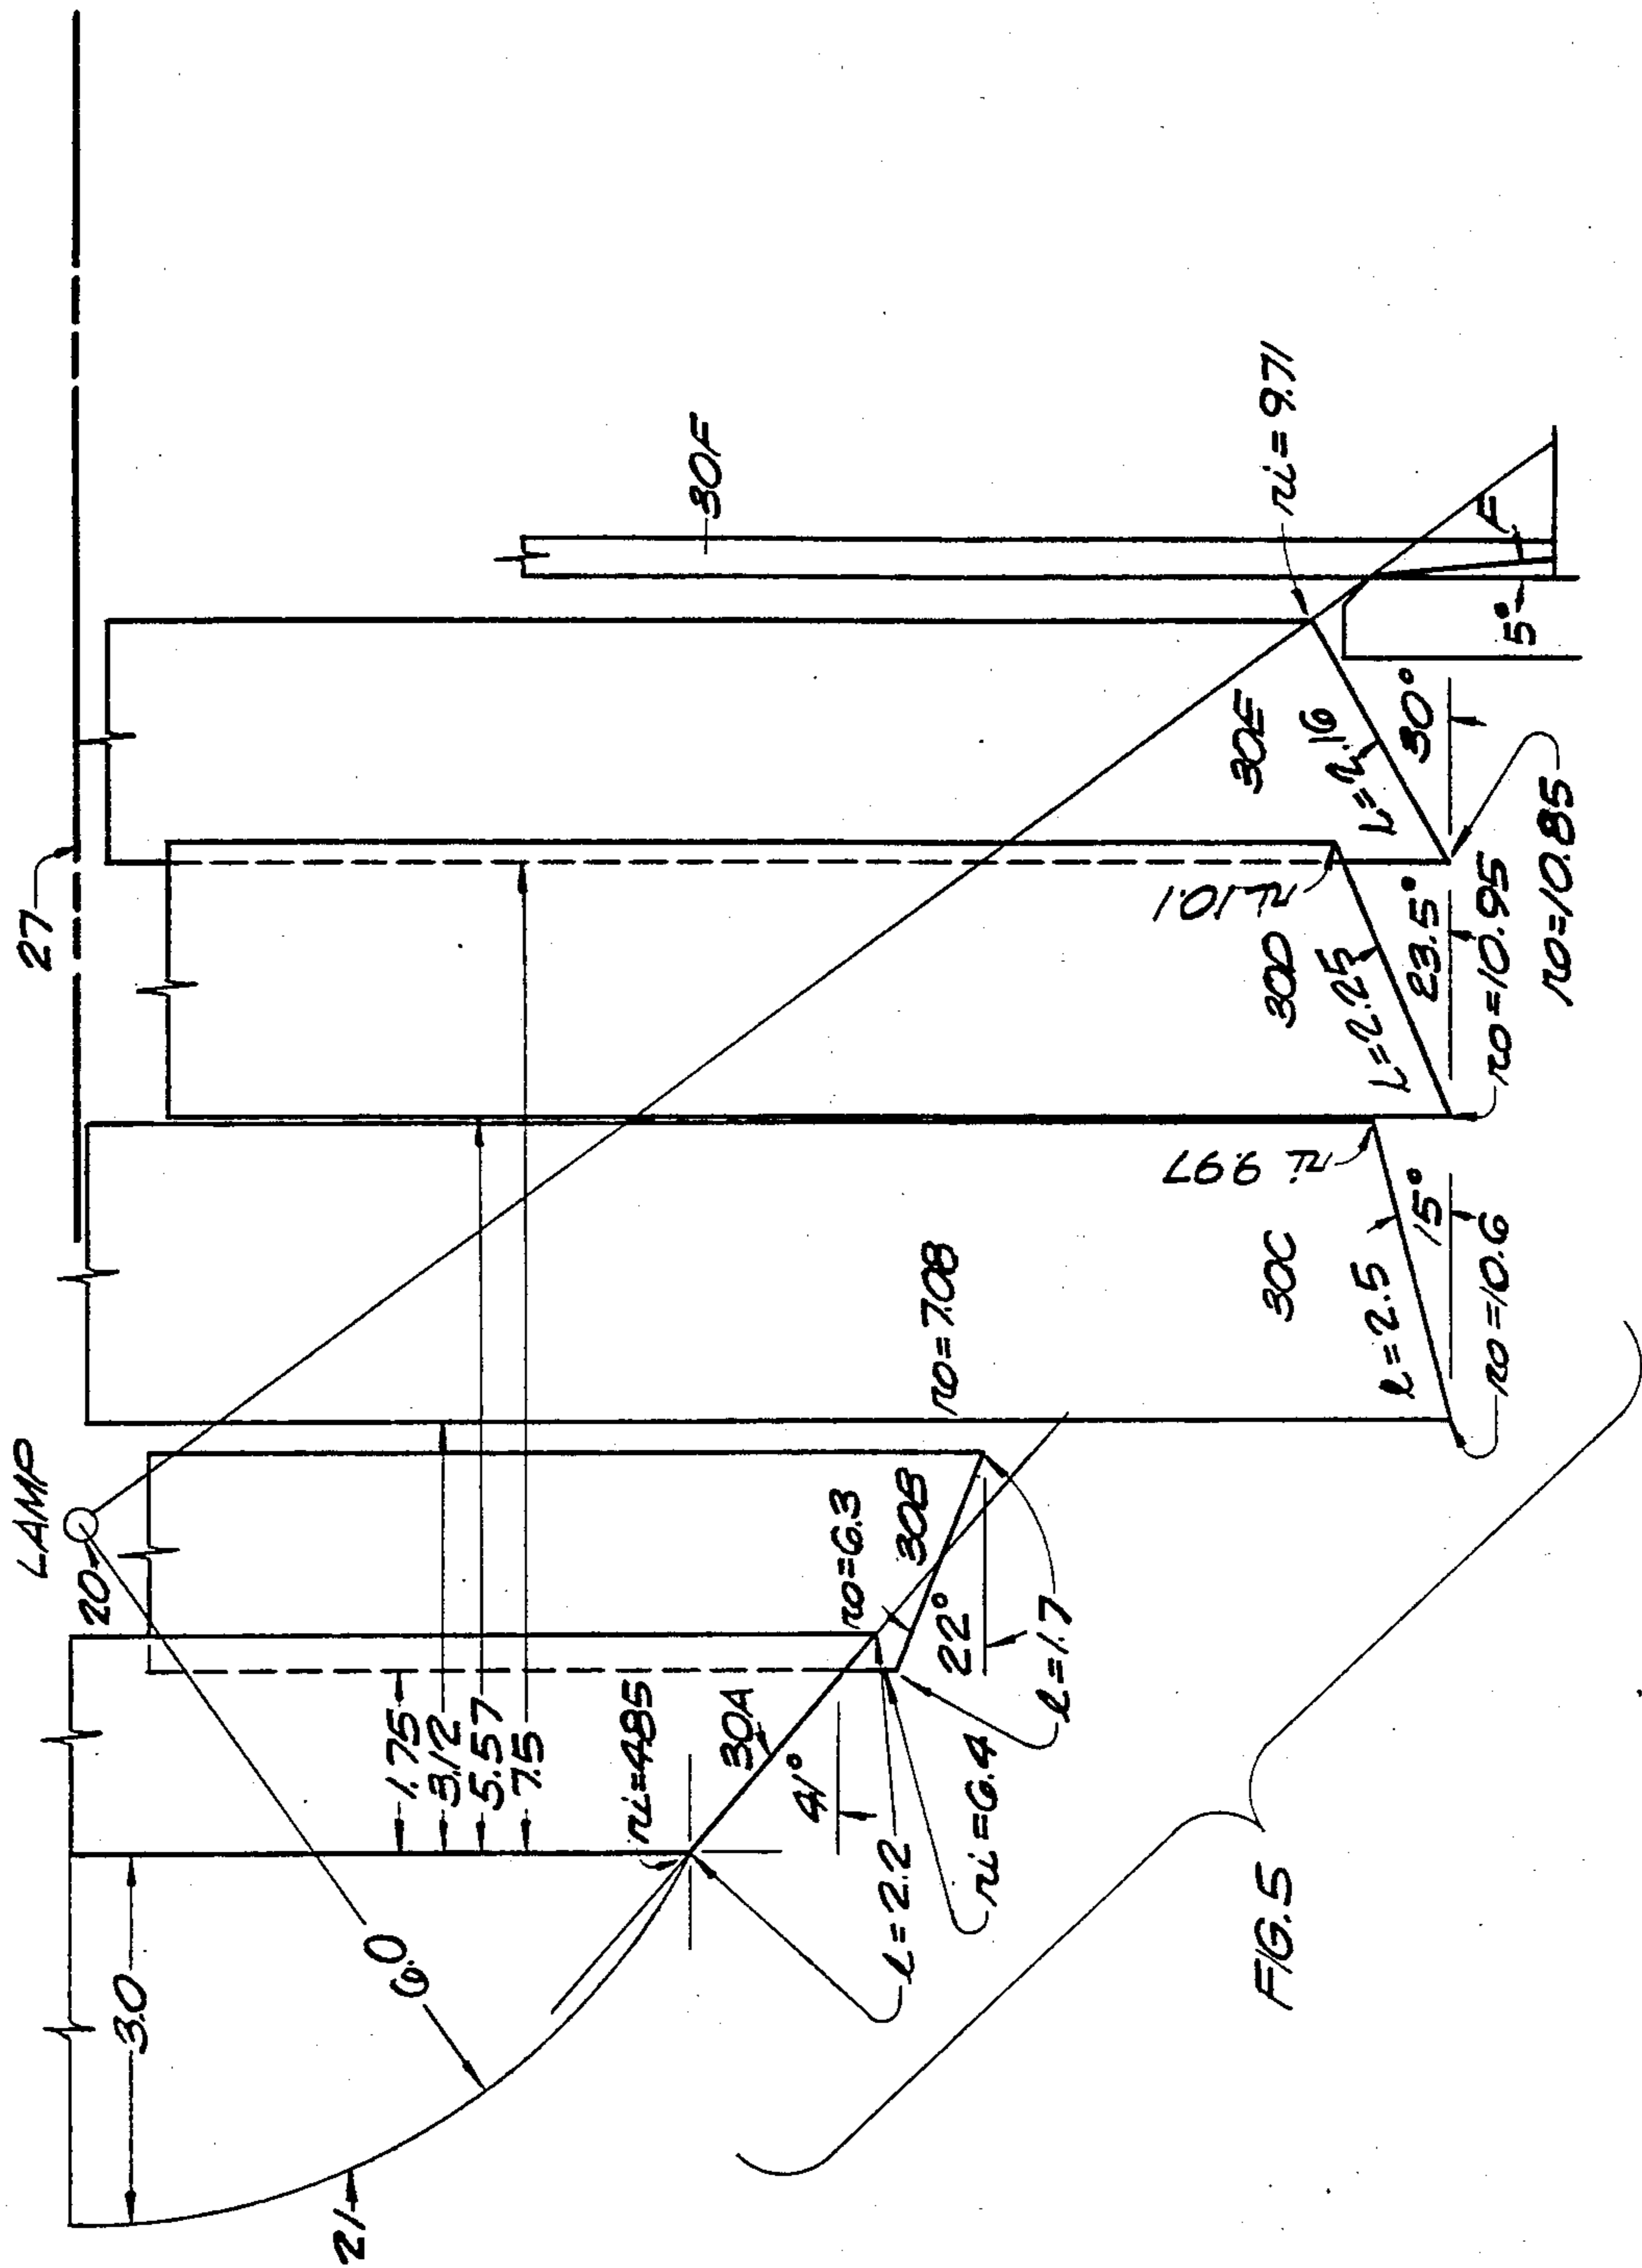 27
LAMP
20
30F
ri=9.71
3.0
6.0
21
1.75
3.12
5.57
7.5
ri=485
30A
41°
ro=6.3
30B
22°
l=1.7
l=2.2
ri=6.4
ro=7.08
30C
l=2.5
15°
ro=10.6
ri 9.97
30D
L=2.25
23.5°
ri 10.1
ro=10.95
30E
L=2.16
30°
ro=10.85
5°
F
FIG.5